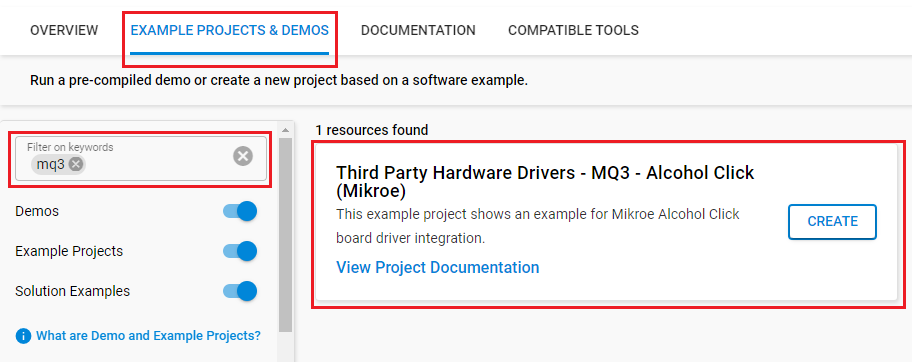 OVERVIEW EXAMPLE PROJECTS & DEMOS DOCUMENTATION COMPATIBLE TOOLS
Run a pre-compiled demo or create a new project based on a software example.
Filter on keywords
mq3
Demos
Example Projects
Solution Examples
What are Demo and Example Projects?
1 resources found
Third Party Hardware Drivers - MQ3 - Alcohol Click
(Mikroe)
This example project shows an example for Mikroe Alcohol Click
board driver integration.
View Project Documentation
CREATE